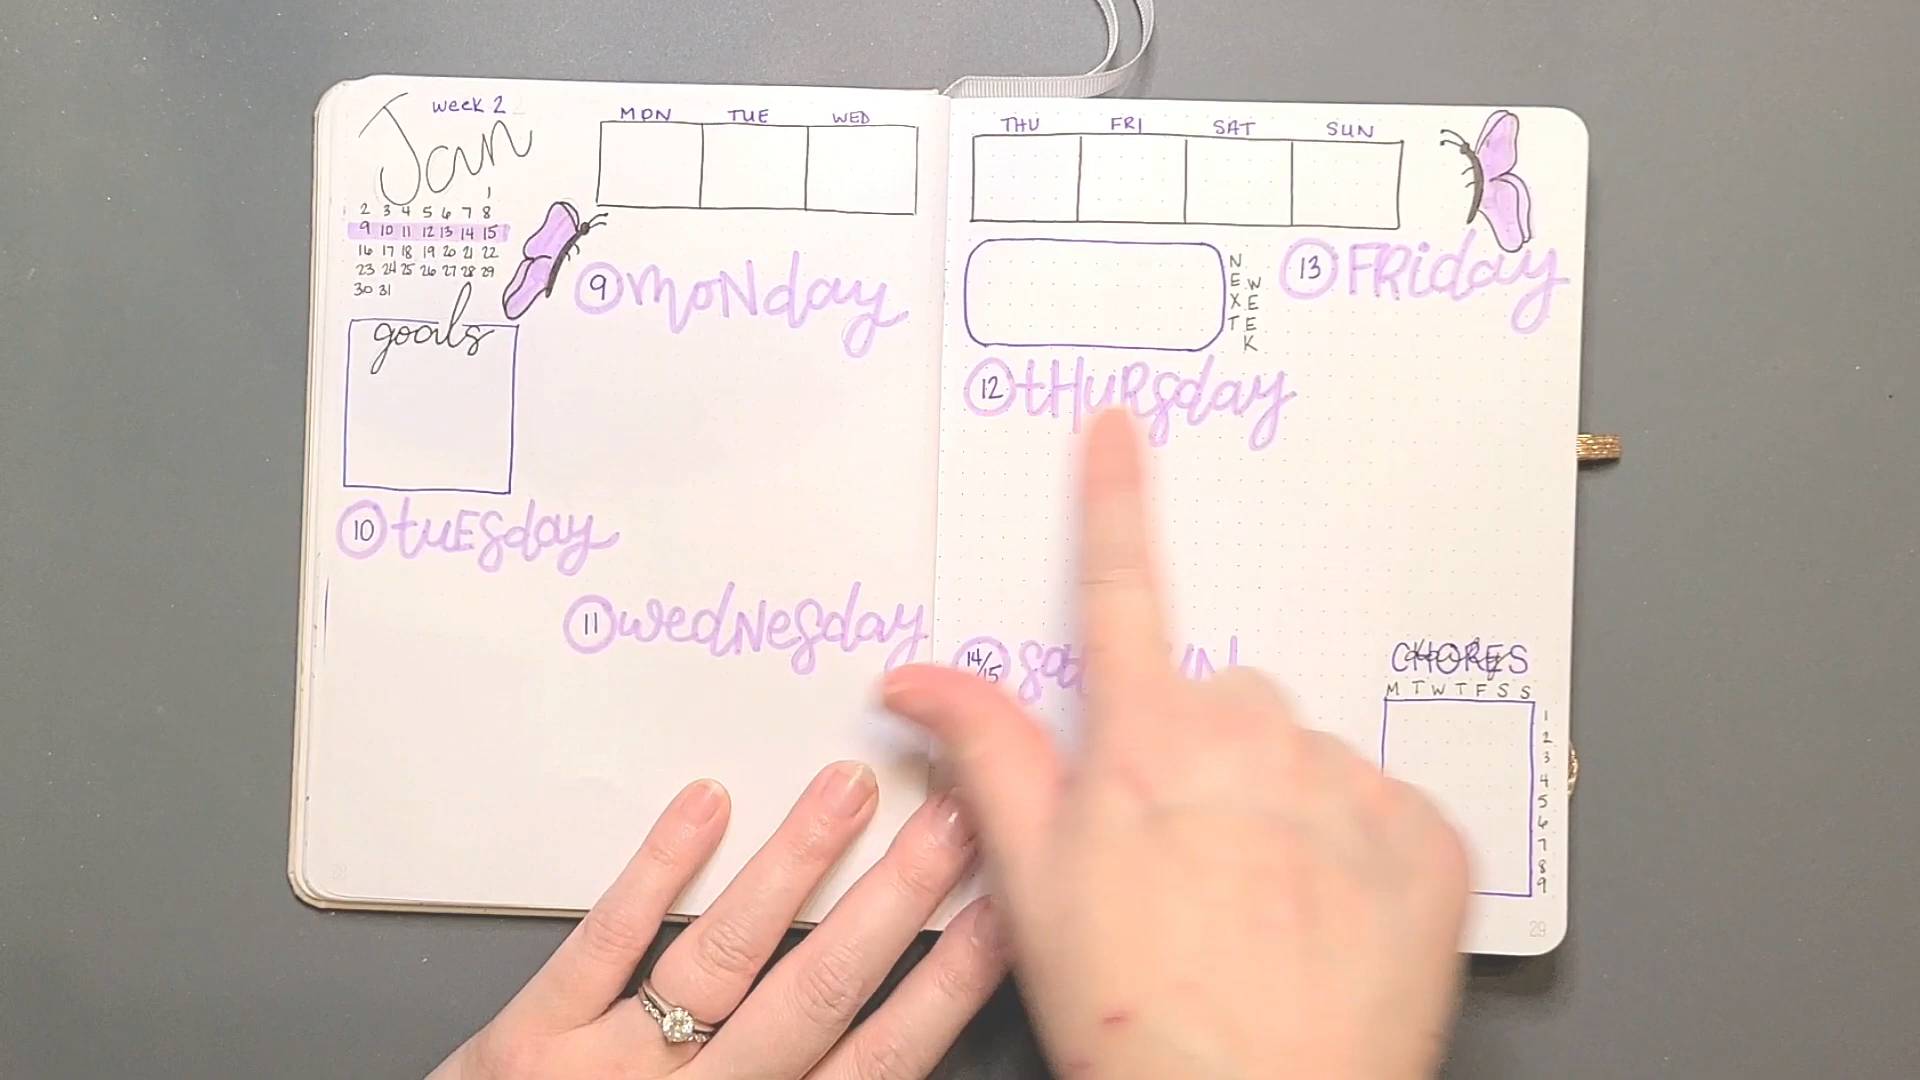 week 2
Jan
1
2 3 4 5 6 7 8
9 10 11 12 13 14 15
16 17 18 19 20 21 22
23 24 25 26 27 28 29
30 31
goals
MON TUE WED
9 MONday
10 tUESday
11 wedNesday
THU FRI SAT SUN
NEXT WEEK
12 tHURsday
13 FRiday
14/15
CHORES
M T W T F S S
1
2
3
4
5
6
7
8
9
29